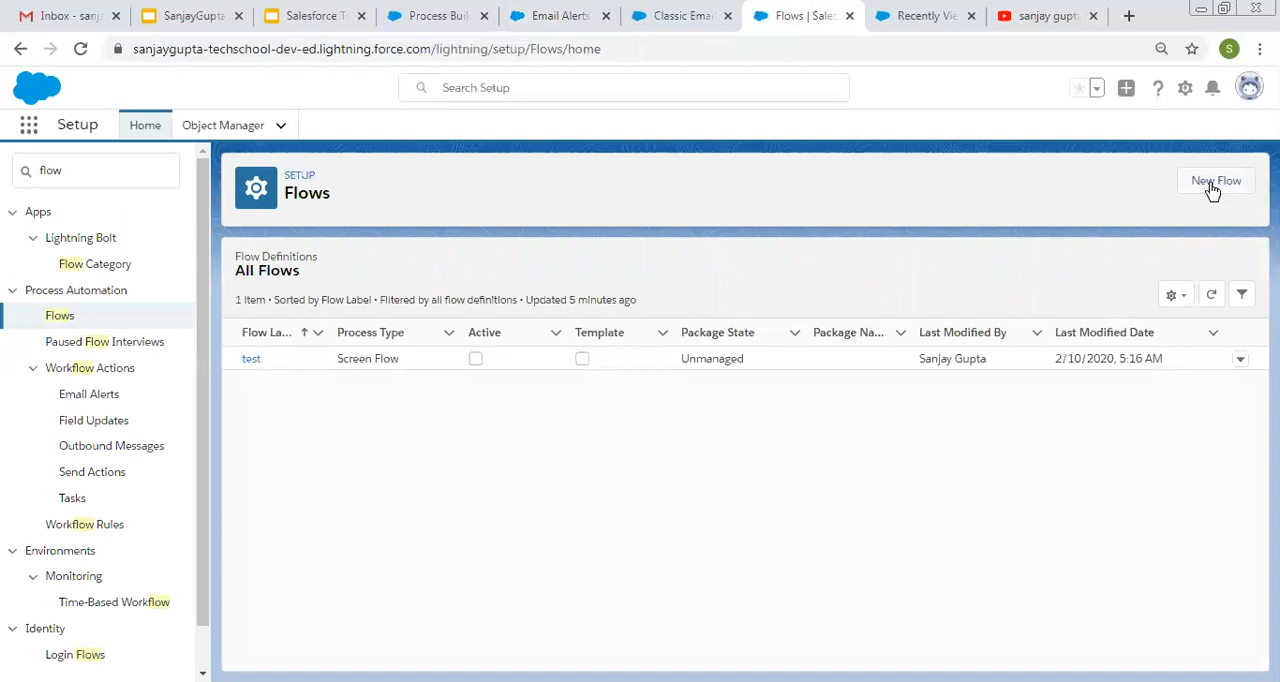 Inbox - sanj
SanjayGupta
Salesforce T
Process Buil
Email Alerts
Classic Emai
Flows | Sales
Recently Vie
sanjay gupt
sanjaygupta-techschool-dev-ed.lightning.force.com/lightning/setup/Flows/home
S
Search Setup
Setup
Home
Object Manager
flow
Apps
Lightning Bolt
Flow Category
Process Automation
Flows
Paused Flow Interviews
Workflow Actions
Email Alerts
Field Updates
Outbound Messages
Send Actions
Tasks
Workflow Rules
Environments
Monitoring
Time-Based Workflow
Identity
Login Flows
SETUP
Flows
New Flow
Flow Definitions
All Flows
1 item • Sorted by Flow Label • Filtered by all flow definitions • Updated 5 minutes ago
Flow La... Process Type Active Template Package State Package Na... Last Modified By Last Modified Date
test Screen Flow Unmanaged Sanjay Gupta 2/10/2020, 5:16 AM